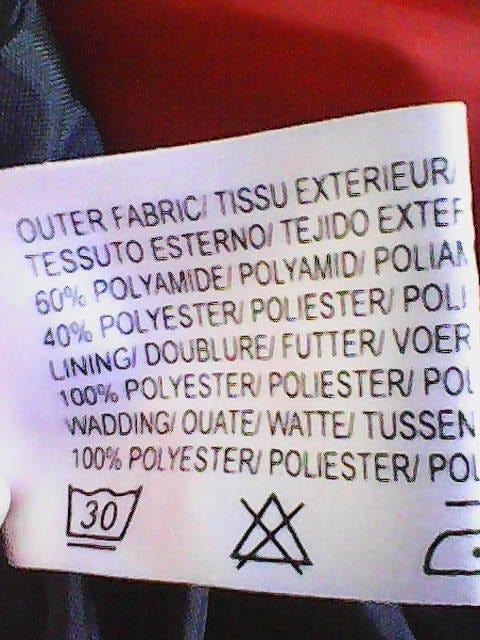 OUTER FABRIC/ TISSU EXTERIEUR/
TESSUTO ESTERNO/ TEJIDO EXTER
60% POLYAMIDE/ POLYAMID/ POLIAM
40% POLYESTER/ POLIESTER/ POLI
LINING/ DOUBLURE/ FUTTER/ VOER
100% POLYESTER/ POLIESTER/ POL
WADDING/ OUATE/ WATTE/ TUSSEN
100% POLYESTER/ POLIESTER/ POL
30